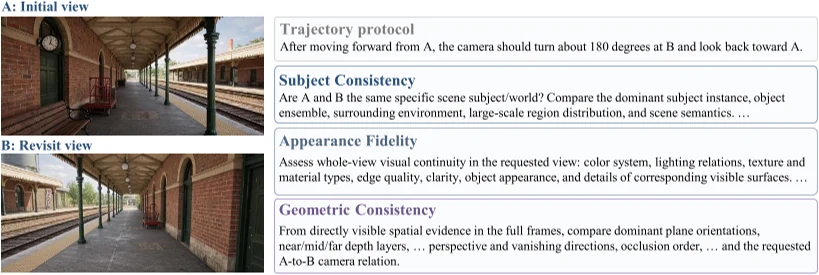 A: Initial view
B: Revisit view
Trajectory protocol
After moving forward from A, the camera should turn about 180 degrees at B and look back toward A.
Subject Consistency
Are A and B the same specific scene subject/world? Compare the dominant subject instance, object
ensemble, surrounding environment, large-scale region distribution, and scene semantics. …
Appearance Fidelity
Assess whole-view visual continuity in the requested view: color system, lighting relations, texture and
material types, edge quality, clarity, object appearance, and details of corresponding visible surfaces. …
Geometric Consistency
From directly visible spatial evidence in the full frames, compare dominant plane orientations,
near/mid/far depth layers, … perspective and vanishing directions, occlusion order, … and the requested
A-to-B camera relation.